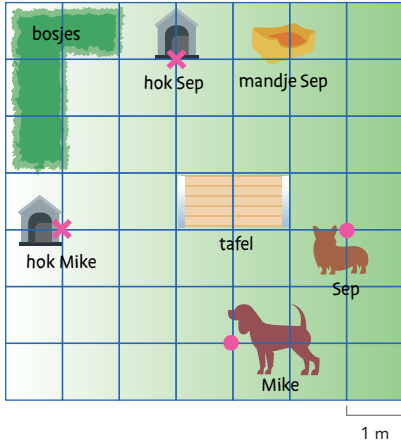 bosjes
hok Sep
mandje Sep
hok Mike
tafel
Sep
Mike
1 m